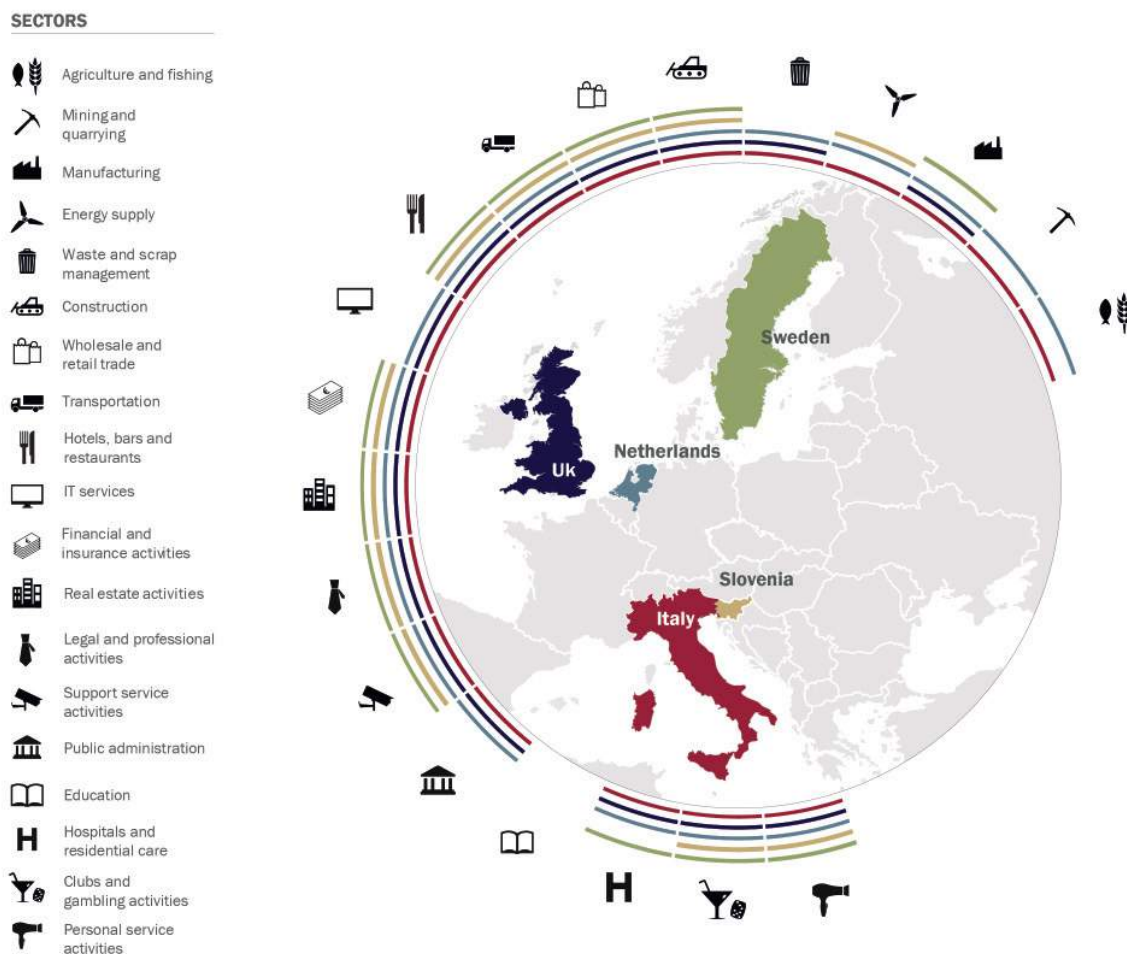 SECTORS
Agriculture and fishing
Mining and
quarrying
Manufacturing
Energy supply
Waste and scrap
management
Construction
Wholesale and
retail trade
Transportation
Hotels, bars and
restaurants
IT services
Financial and
insurance activities
Real estate activities
Legal and professional
activities
Support service
activities
Public administration
Education
H
Hospitals and
residential care
Clubs and
gambling activities
Personal service
activities
Sweden
Netherlands
Uk
Slovenia
Italy
H